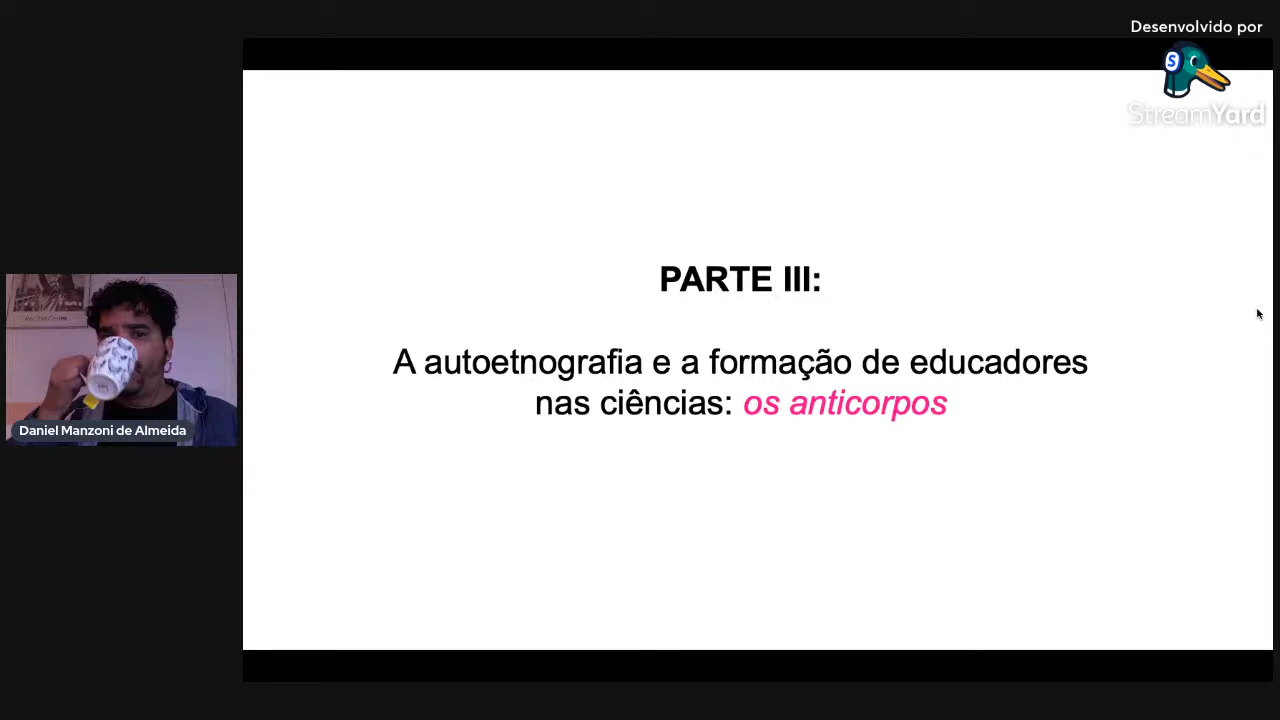 Desenvolvido por
S
StreamYard
PARTE III:
A autoetnografia e a formação de educadores
nas ciências: os anticorpos
Daniel Manzoni de Almeida